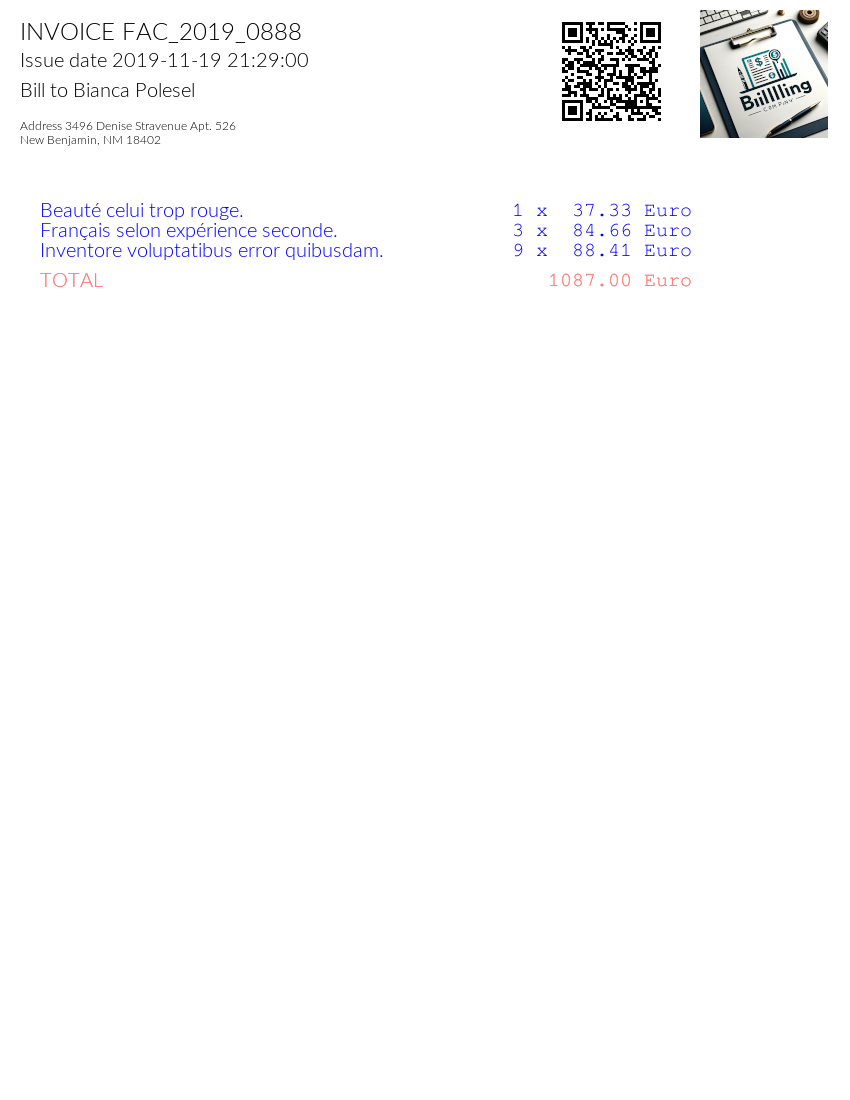 INVOICE FAC_2019_0888
Issue date 2019-11-19 21:29:00
Bill to Bianca Polesel
Address 3496 Denise Stravenue Apt. 526
New Benjamin, NM 18402
Biilllling
COMPANY
Beauté celui trop rouge. 1 x 37.33 Euro
Français selon expérience seconde. 3 x 84.66 Euro
Inventore voluptatibus error quibusdam. 9 x 88.41 Euro
TOTAL 1087.00 Euro